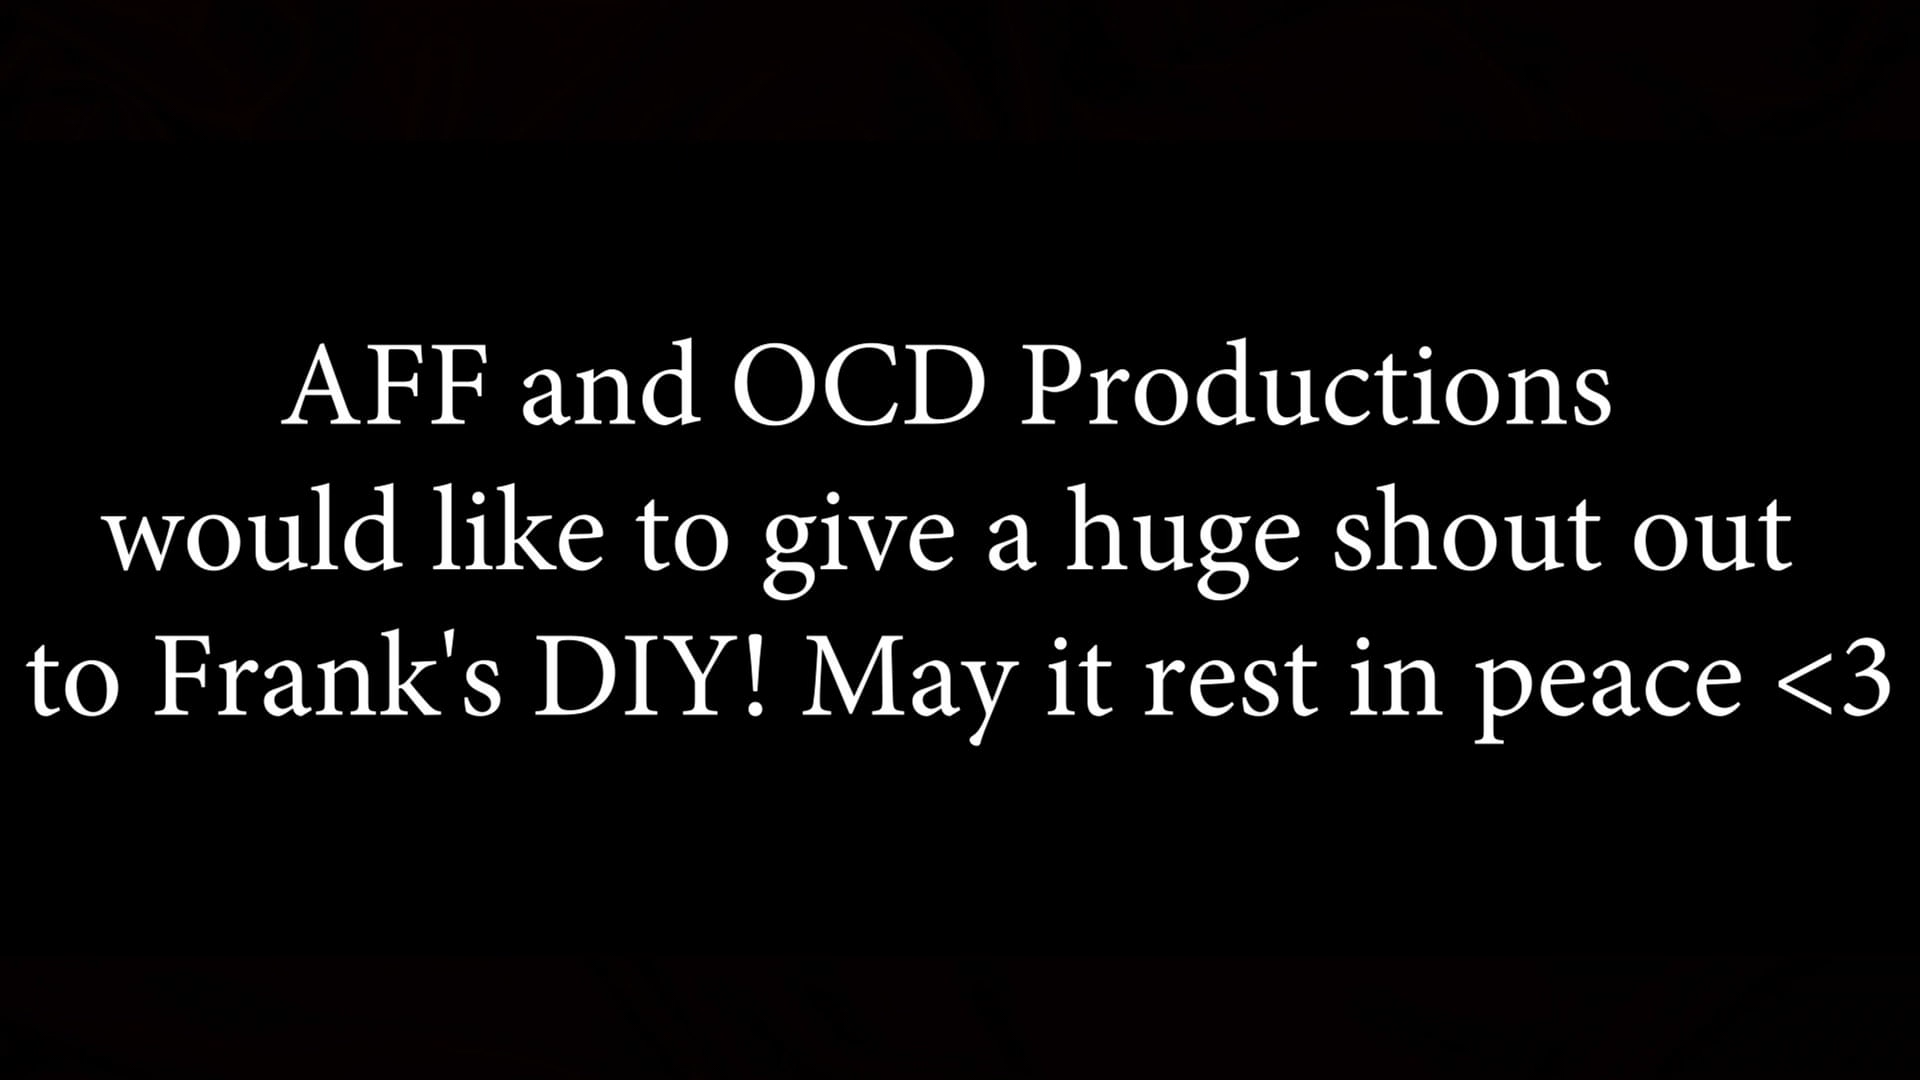 AFF and OCD Productions
would like to give a huge shout out
to Frank's DIY! May it rest in peace <3